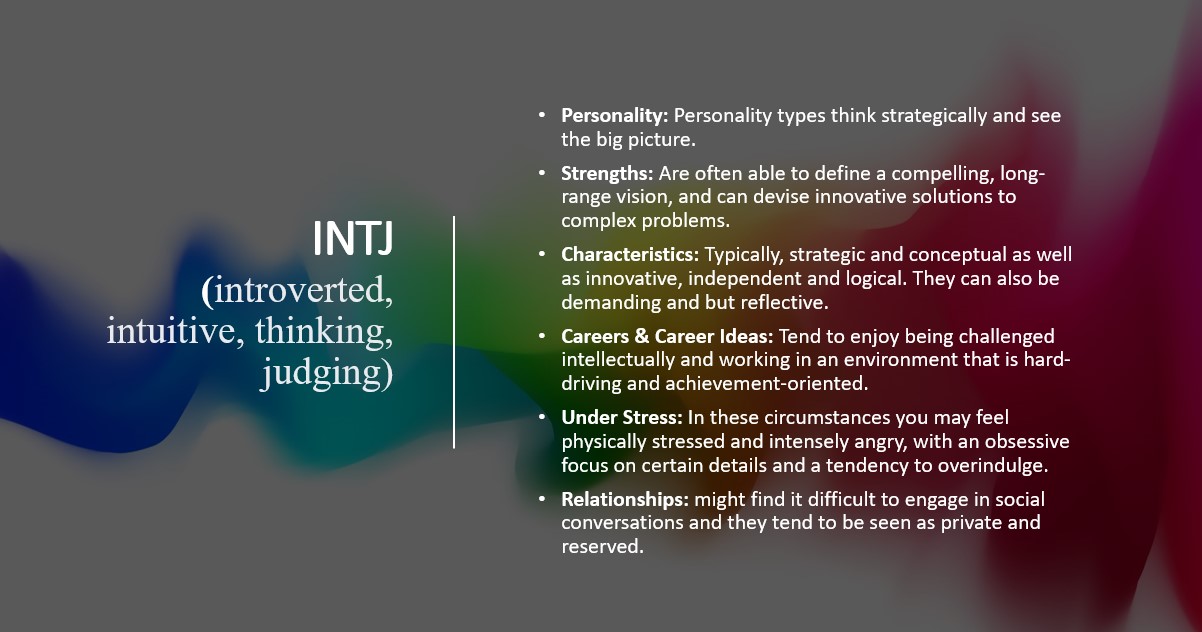 INTJ
(introverted,
intuitive, thinking,
judging)
• Personality: Personality types think strategically and see
the big picture.
• Strengths: Are often able to define a compelling, long-
range vision, and can devise innovative solutions to
complex problems.
• Characteristics: Typically, strategic and conceptual as well
as innovative, independent and logical. They can also be
demanding and but reflective.
• Careers & Career Ideas: Tend to enjoy being challenged
intellectually and working in an environment that is hard-
driving and achievement-oriented.
• Under Stress: In these circumstances you may feel
physically stressed and intensely angry, with an obsessive
focus on certain details and a tendency to overindulge.
• Relationships: might find it difficult to engage in social
conversations and they tend to be seen as private and
reserved.